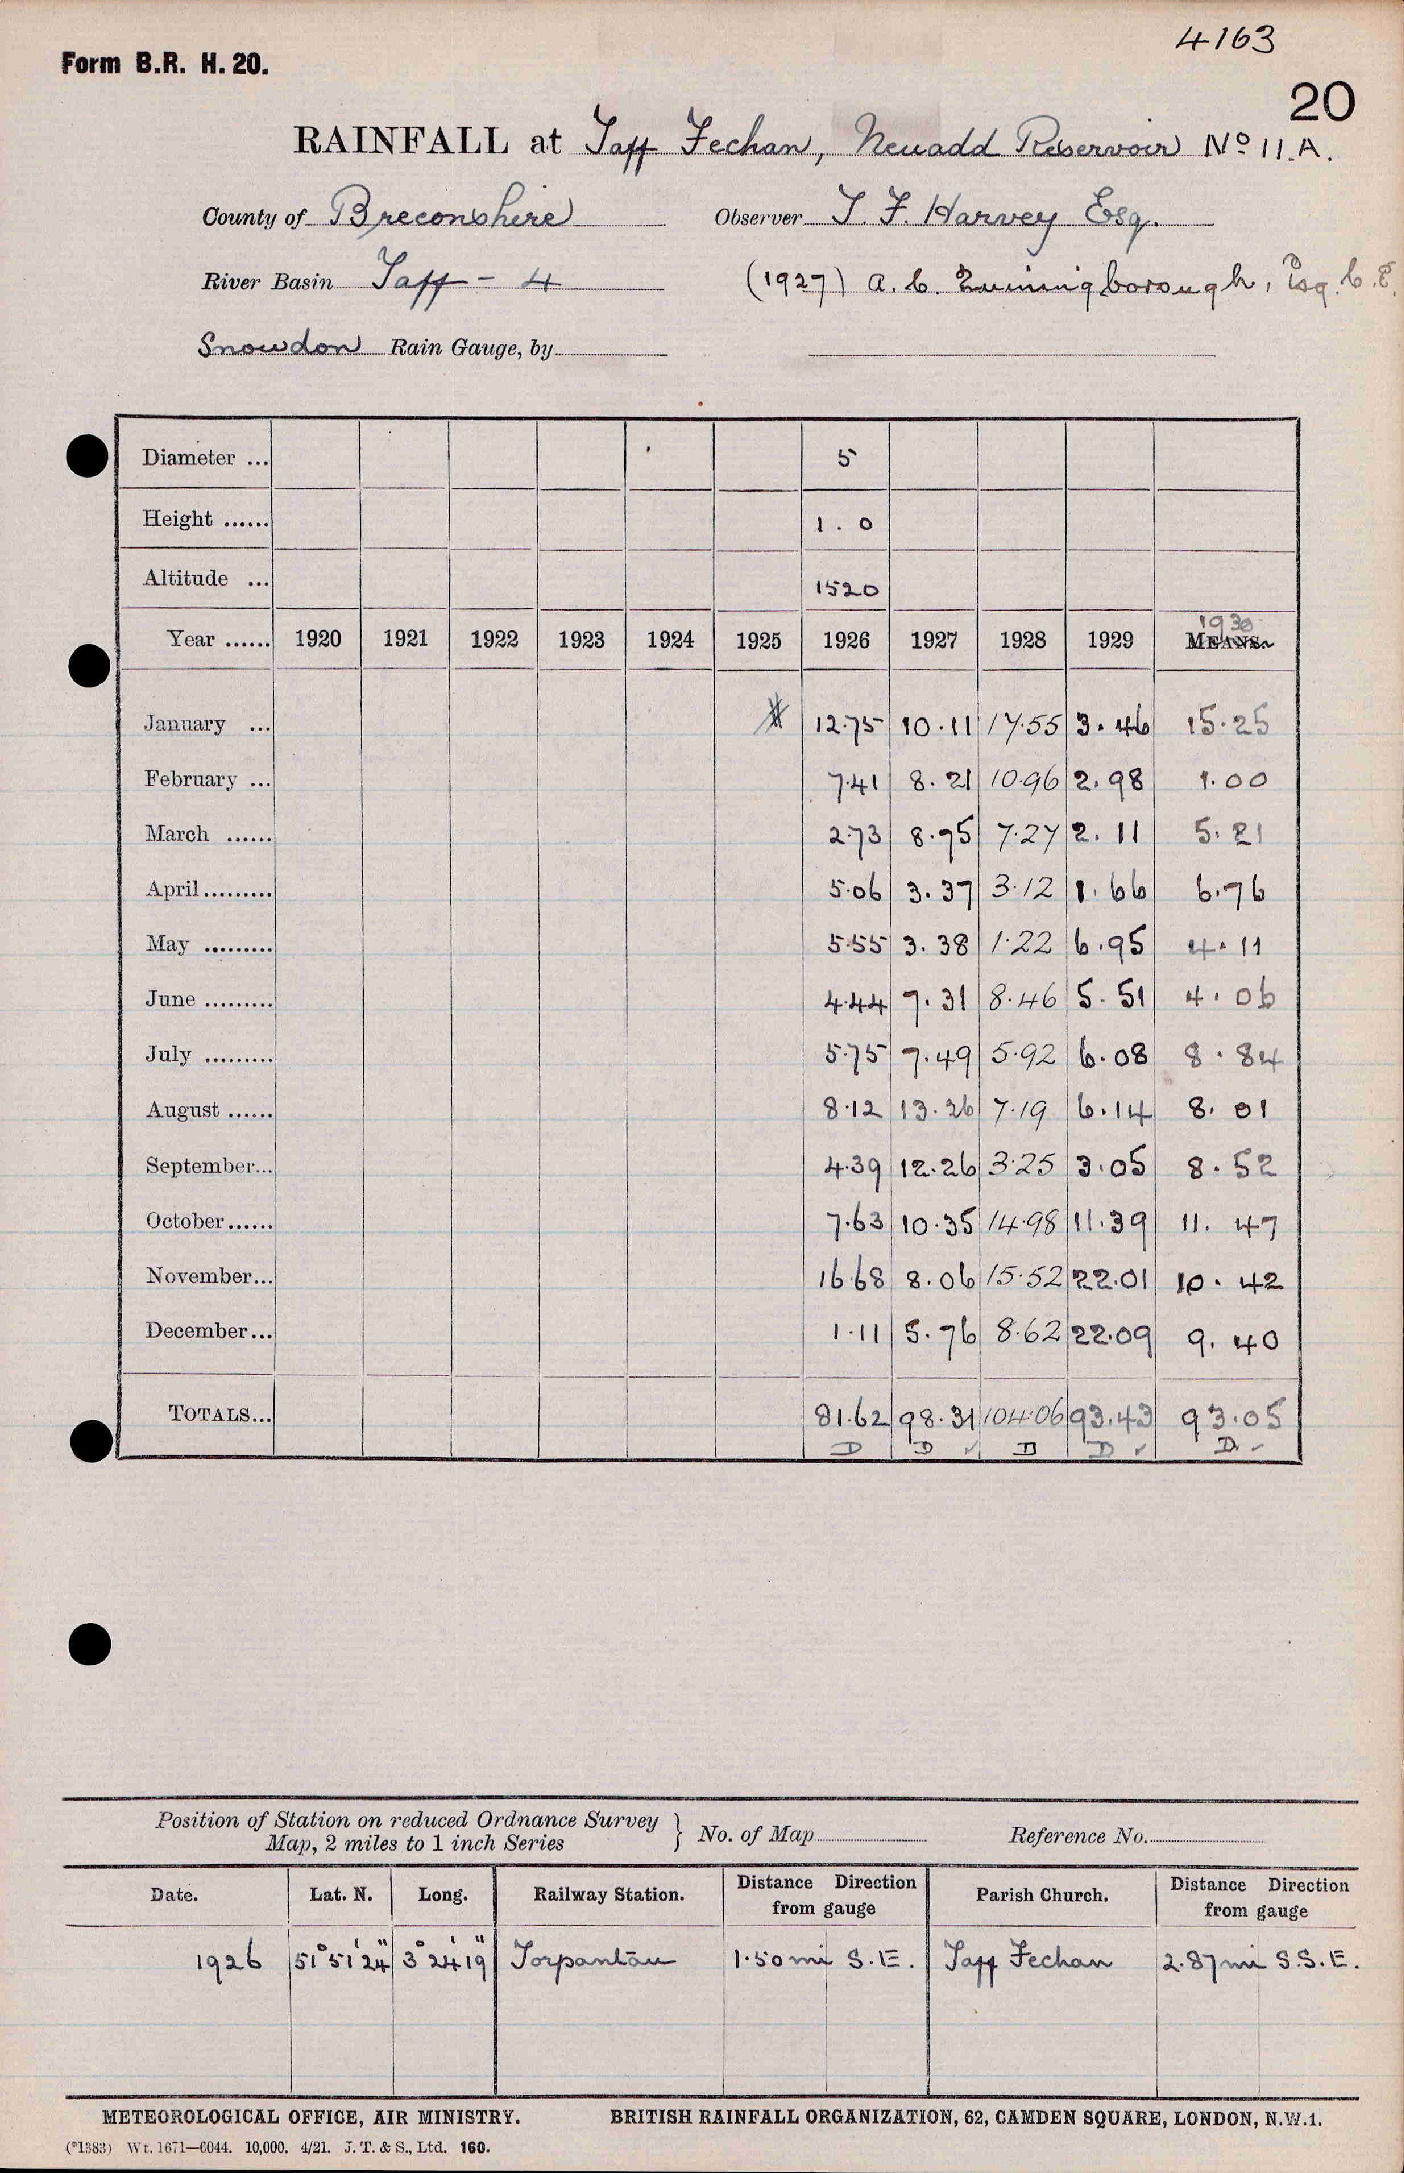 4163
Form B.R. H. 20.
20
RAINFALL at Taff Fechan, Neuadd Reservoir No 11.A.
County of Breconshire Observer T. F. Harvey Esq.
River Basin Taff - 4 (1927) A. C. Esq. C.E.
Snowdon Rain Gauge, by
Diameter ... 5
Height ...... 1.0
Altitude ... 1520
1930
Year ...... 1920 1921 1922 1923 1924 1925 1926 1927 1928 1929 MEANS.
January ... 12.75 10.11 17.55 3.46 15.25
February ... 7.41 8.21 10.96 2.98 1.00
March ...... 2.73 8.75 7.27 2.11 5.21
April ......... 5.06 3.37 3.12 1.66 6.76
May ......... 5.55 3.38 1.22 6.95 4.11
June ......... 4.44 7.31 8.46 5.51 4.06
July ......... 5.75 7.49 5.92 6.08 8.84
August ...... 8.12 13.26 7.19 6.14 8.01
September... 4.39 12.26 3.25 3.05 8.52
October ...... 7.63 10.35 14.98 11.39 11.47
November... 16.68 8.06 15.52 22.01 10.42
December... 1.11 5.76 8.62 22.09 9.40
TOTALS... 81.62 98.31 104.06 93.43 93.05
D D ✓ D D ✓ D. ✓
Position of Station on reduced Ordnance Survey
Map, 2 miles to 1 inch Series } No. of Map Reference No.
Date. Lat. N. Long. Railway Station. Distance Direction from gauge Parish Church. Distance Direction from gauge
1926 51°51'24" 3°24'19" Torpantau 1.50 mi S.E. Taff Fechan 2.87 mi S.S.E.
METEOROLOGICAL OFFICE, AIR MINISTRY. BRITISH RAINFALL ORGANIZATION, 62, CAMDEN SQUARE, LONDON, N.W.1.
(*1383) Wt. 1671—6044. 10,000. 4/21. J. T. & S., Ltd. 160.